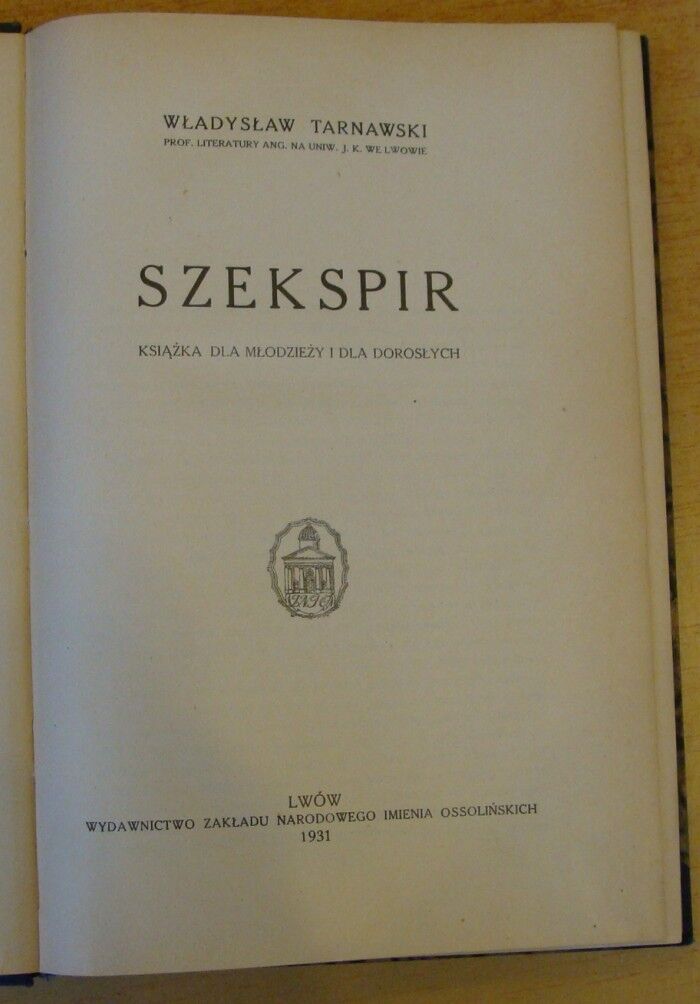 WŁADYSŁAW TARNAWSKI
PROF. LITERATURY ANG. NA UNIW. J. K. WE LWOWIE
SZEKSPIR
KSIĄŻKA DLA MŁODZIEŻY I DLA DOROSŁYCH
LWÓW
WYDAWNICTWO ZAKŁADU NARODOWEGO IMIENIA OSSOLIŃSKICH
1931